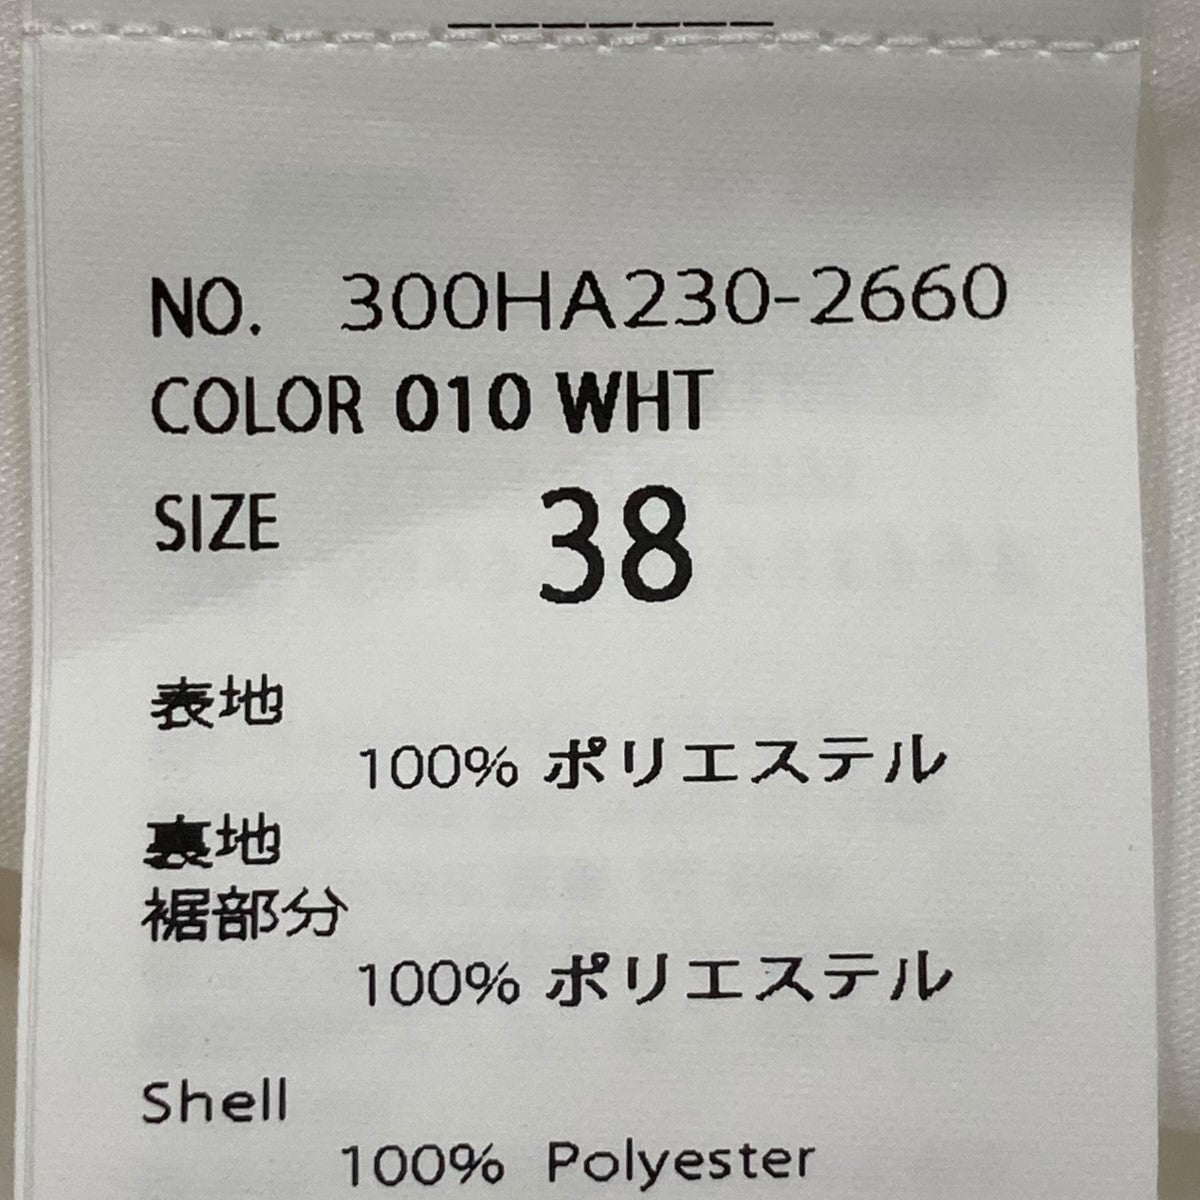 NO. 300HA230-2660
COLOR 010 WHT
SIZE 38
表地
100% ポリエステル
裏地
裾部分
100% ポリエステル
Shell
100% Polyester